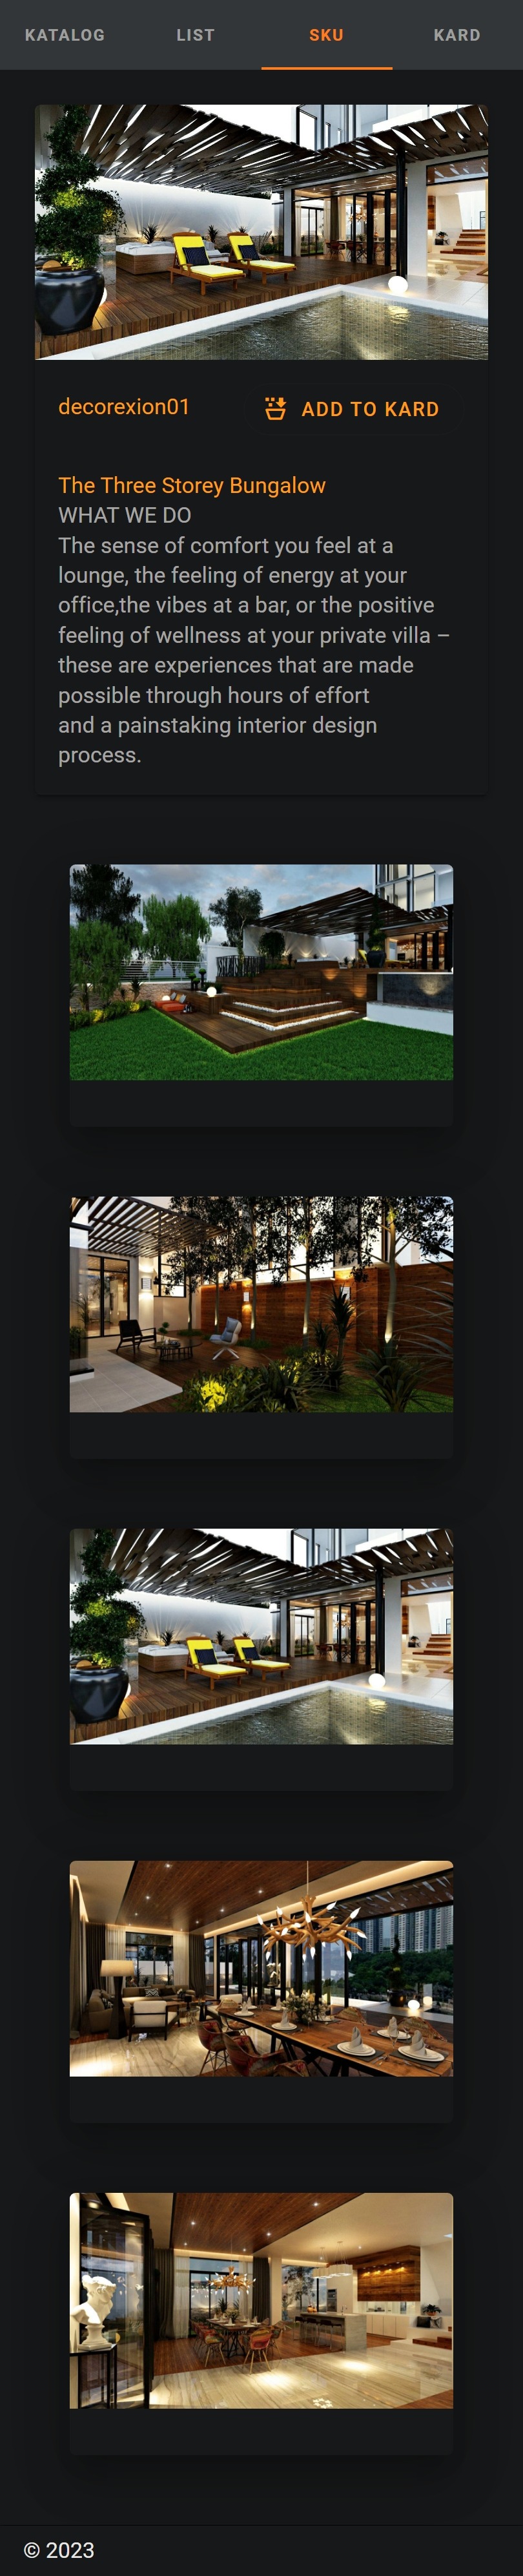 KATALOG LIST SKU KARD
decorexion01 ADD TO KARD
The Three Storey Bungalow
WHAT WE DO
The sense of comfort you feel at a
lounge, the feeling of energy at your
office,the vibes at a bar, or the positive
feeling of wellness at your private villa –
these are experiences that are made
possible through hours of effort
and a painstaking interior design
process.
© 2023